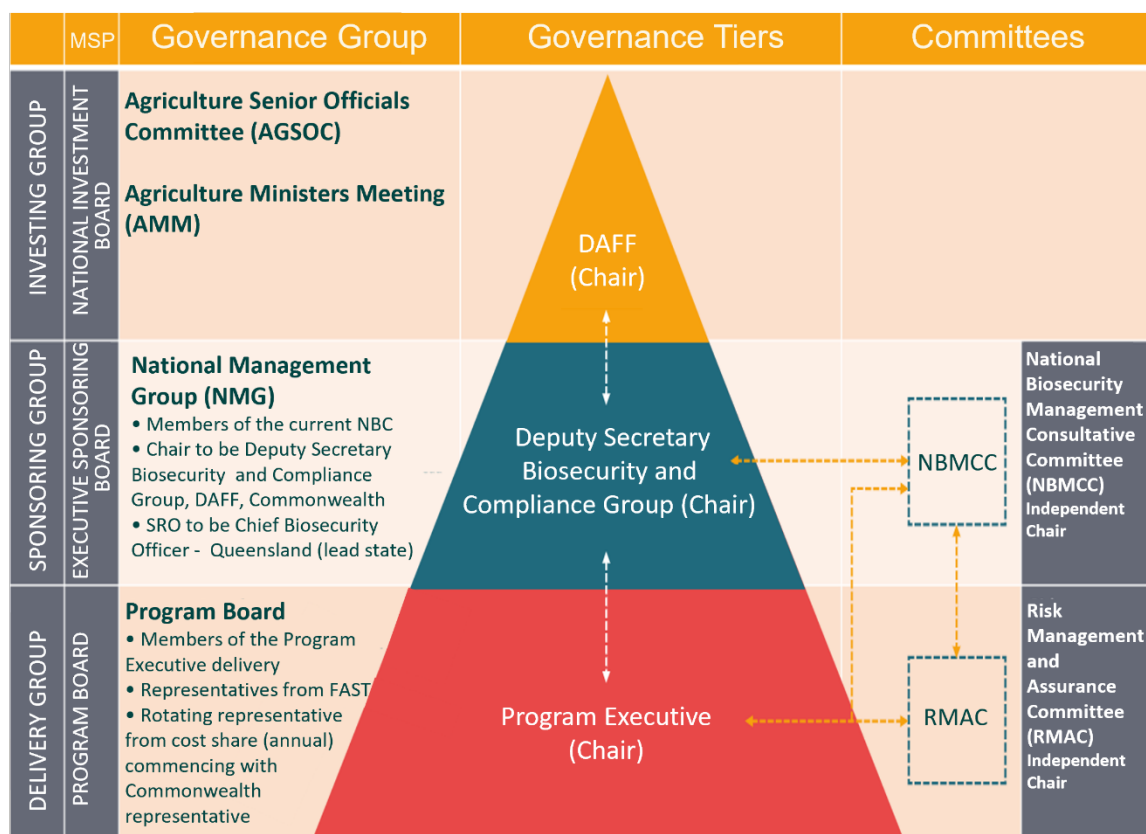 MSP
Governance Group
Governance Tiers
Committees
INVESTING GROUP
NATIONAL INVESTMENT
BOARD
Agriculture Senior Officials
Committee (AGSOC)
Agriculture Ministers Meeting
(AMM)
DAFF
(Chair)
SPONSORING GROUP
EXECUTIVE SPONSORING
BOARD
National Management
Group (NMG)
• Members of the current NBC
• Chair to be Deputy Secretary
Biosecurity and Compliance
Group, DAFF, Commonwealth
• SRO to be Chief Biosecurity
Officer - Queensland (lead state)
Deputy Secretary
Biosecurity and
Compliance Group (Chair)
NBMCC
National
Biosecurity
Management
Consultative
Committee
(NBMCC)
Independent
Chair
DELIVERY GROUP
PROGRAM BOARD
Program Board
• Members of the Program
Executive delivery
• Representatives from FAST
• Rotating representative
from cost share (annual)
commencing with
Commonwealth
representative
Program Executive
(Chair)
RMAC
Risk
Management
and
Assurance
Committee
(RMAC)
Independent
Chair